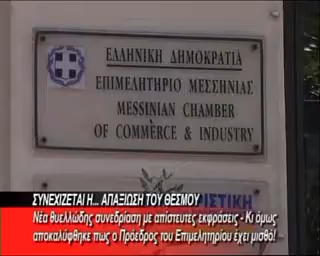 ΕΛΛΗΝΙΚΗ ΔΗΜΟΚΡΑΤΙΑ
ΕΠΙΜΕΛΗΤΗΡΙΟ ΜΕΣΣΗΝΙΑΣ
MESSINIAN CHAMBER
OF COMMERCE & INDUSTRY
ΣΥΝΕΧΙΖΕΤΑΙ Η... ΑΠΑΞΙΩΣΗ ΤΟΥ ΘΕΣΜΟΥ
Νέα θυελλώδης συνεδρίαση με απίστευτες εκφράσεις - Κι όμως
αποκαλύφθηκε πως ο Πρόεδρος του Επιμελητηρίου έχει μισθό!